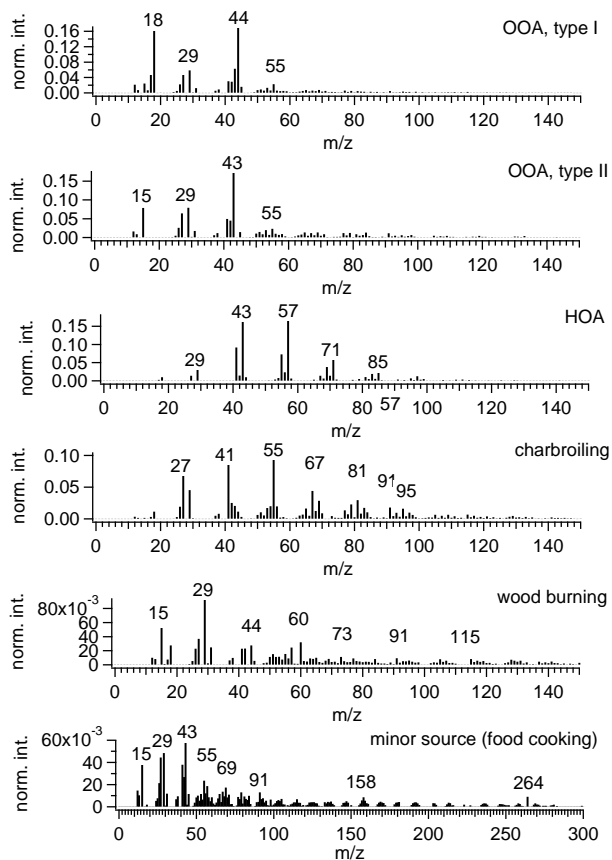 OOA, type I
norm. int.
0.16
0.12
0.08
0.04
0.00
18
29
44
55
0 20 40 60 80 100 120 140
m/z
OOA, type II
norm. int.
0.15
0.10
0.05
0.00
15
29
43
55
0 20 40 60 80 100 120 140
m/z
HOA
norm. int.
0.15
0.10
0.05
0.00
29
43
57
71
85
57
0 20 40 60 80 100 120 140
m/z
charbroiling
norm. int.
0.10
0.05
0.00
27
41
55
67
81
91
95
0 20 40 60 80 100 120 140
m/z
wood burning
norm. int.
80x10-3
60
40
20
0
15
29
44
60
73
91
115
0 20 40 60 80 100 120 140
m/z
minor source (food cooking)
norm. int.
60x10-3
40
20
0
15
29
43
55
69
91
158
264
0 50 100 150 200 250 300
m/z